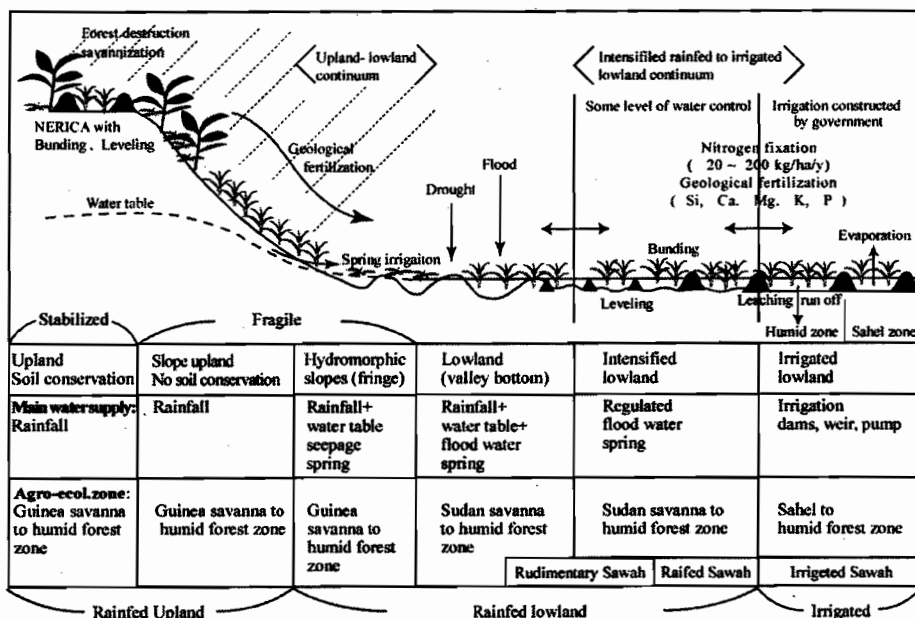 Forest destruction
savannization
Upland- lowland
continuum
Intensifiled rainfed to irrigated
lowland continuum
Some level of water control
Irrigation constructed
by government
NERICA with
Bunding, Leveling
Geological
fertilization
Nitrogen fixation
( 20 ~ 200 kg/ha/y)
Geological fertilization
( Si, Ca. Mg. K, P )
Flood
Drought
Water table
Evaporation
Bunding
Spring irrigaiton
Leveling
Leaching run off
Humid zone
Sahel zone
Stabilized
Fragile
Upland
Soil conservation
Slope upland
No soil conservation
Hydromorphic
slopes (fringe)
Lowland
(valley bottom)
Intensified
lowland
Irrigated
lowland
Main water supply:
Rainfall
Rainfall
Rainfall+
water table
seepage
spring
Rainfall+
water table+
flood water
spring
Regulated
flood water
spring
Irrigation
dams, weir, pump
Agro-ecol.zone:
Guinea savanna
to humid forest
zone
Guinea savanna to
humid forest zone
Guinea
savanna to
humid forest
zone
Sudan savanna
to humid forest
zone
Sudan savanna to
humid forest zone
Sahel to
humid forest zone
Rudimentary Sawah
Raifed Sawah
Irrigeted Sawah
Rainfed Upland
Rainfed lowland
Irrigated